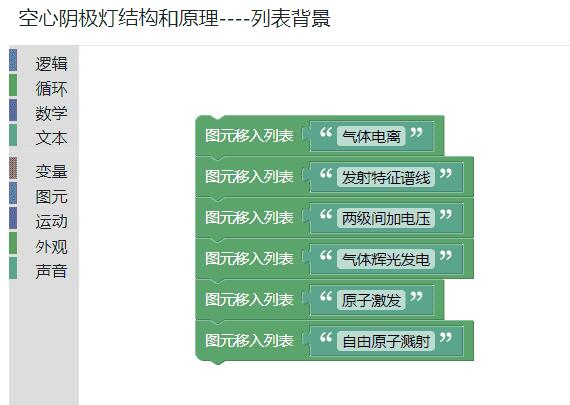 空心阴极灯结构和原理----列表背景
逻辑
循环
数学
文本
变量
图元
运动
外观
声音
图元移入列表 “ 气体电离 ”
图元移入列表 “ 发射特征谱线 ”
图元移入列表 “ 两级间加电压 ”
图元移入列表 “ 气体辉光发电 ”
图元移入列表 “ 原子激发 ”
图元移入列表 “ 自由原子溅射 ”